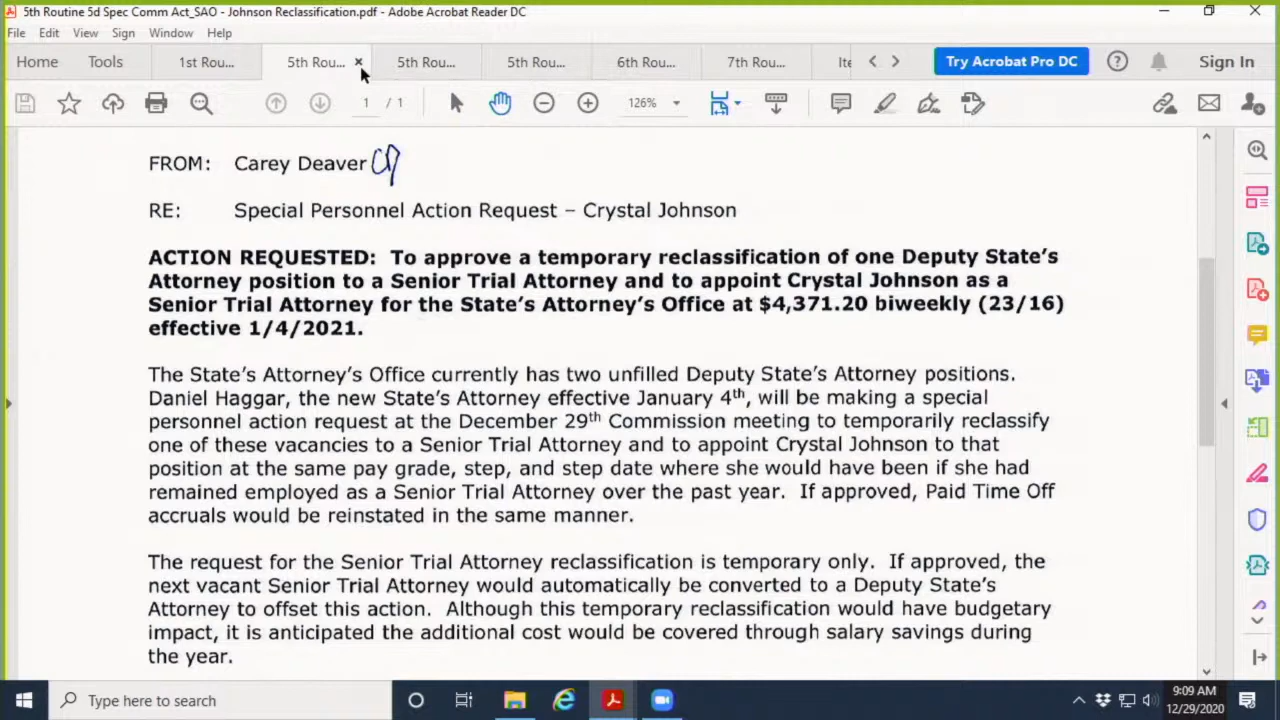 5th Routine 5d Spec Comm Act_SAO - Johnson Reclassification.pdf - Adobe Acrobat Reader DC
File Edit View Sign Window Help
Home Tools 1st Rou... 5th Rou... 5th Rou... 5th Rou... 6th Rou... 7th Rou... Ite Try Acrobat Pro DC Sign In
1 / 1 126%
FROM: Carey Deaver CD
RE: Special Personnel Action Request – Crystal Johnson
ACTION REQUESTED: To approve a temporary reclassification of one Deputy State’s
Attorney position to a Senior Trial Attorney and to appoint Crystal Johnson as a
Senior Trial Attorney for the State’s Attorney’s Office at $4,371.20 biweekly (23/16)
effective 1/4/2021.
The State’s Attorney’s Office currently has two unfilled Deputy State’s Attorney positions.
Daniel Haggar, the new State’s Attorney effective January 4th, will be making a special
personnel action request at the December 29th Commission meeting to temporarily reclassify
one of these vacancies to a Senior Trial Attorney and to appoint Crystal Johnson to that
position at the same pay grade, step, and step date where she would have been if she had
remained employed as a Senior Trial Attorney over the past year. If approved, Paid Time Off
accruals would be reinstated in the same manner.
The request for the Senior Trial Attorney reclassification is temporary only. If approved, the
next vacant Senior Trial Attorney would automatically be converted to a Deputy State’s
Attorney to offset this action. Although this temporary reclassification would have budgetary
impact, it is anticipated the additional cost would be covered through salary savings during
the year.
Type here to search
9:09 AM
12/29/2020